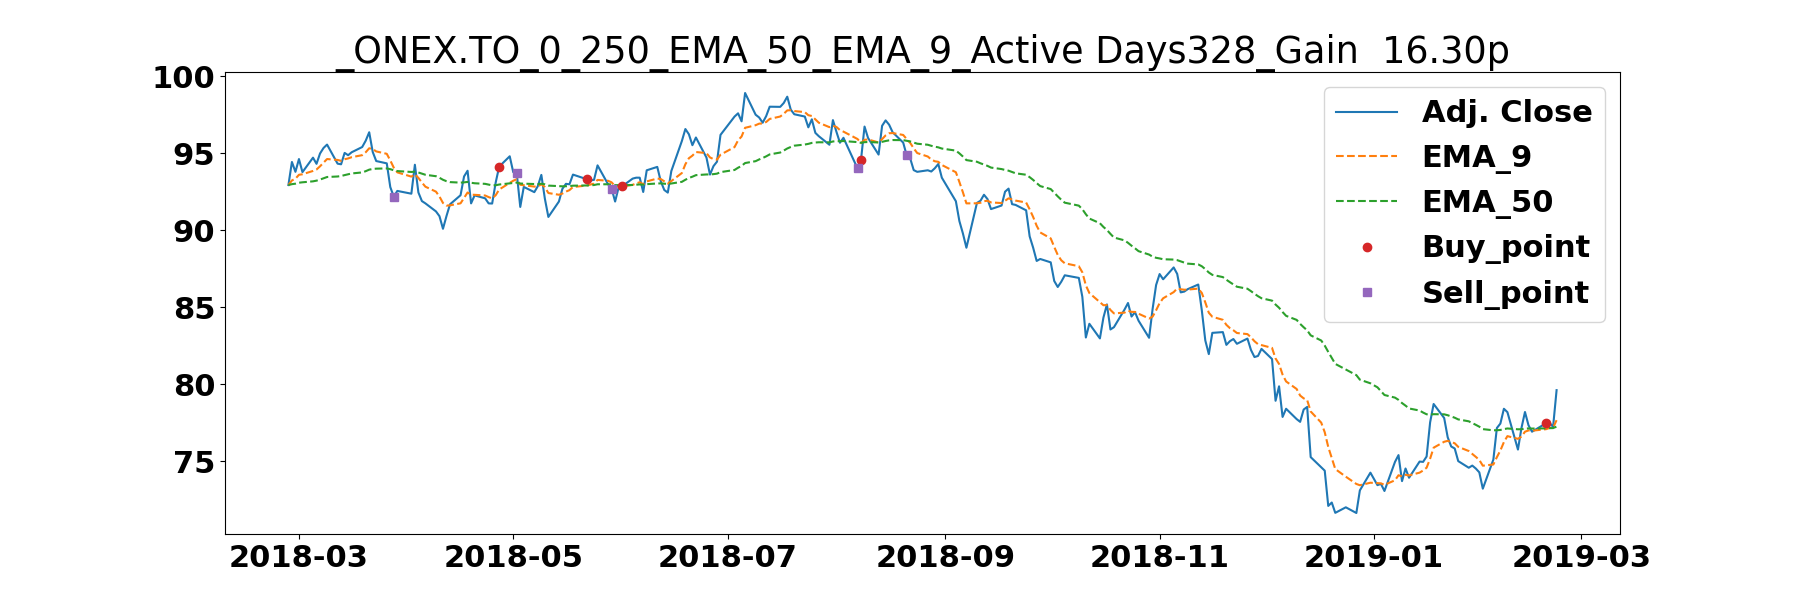 _ONEX.TO_0_250_EMA_50_EMA_9_Active Days328_Gain  16.30p
100
95
90
85
80
75
Adj. Close
EMA_9
EMA_50
Buy_point
Sell_point
2018-03 2018-05 2018-07 2018-09 2018-11 2019-01 2019-03